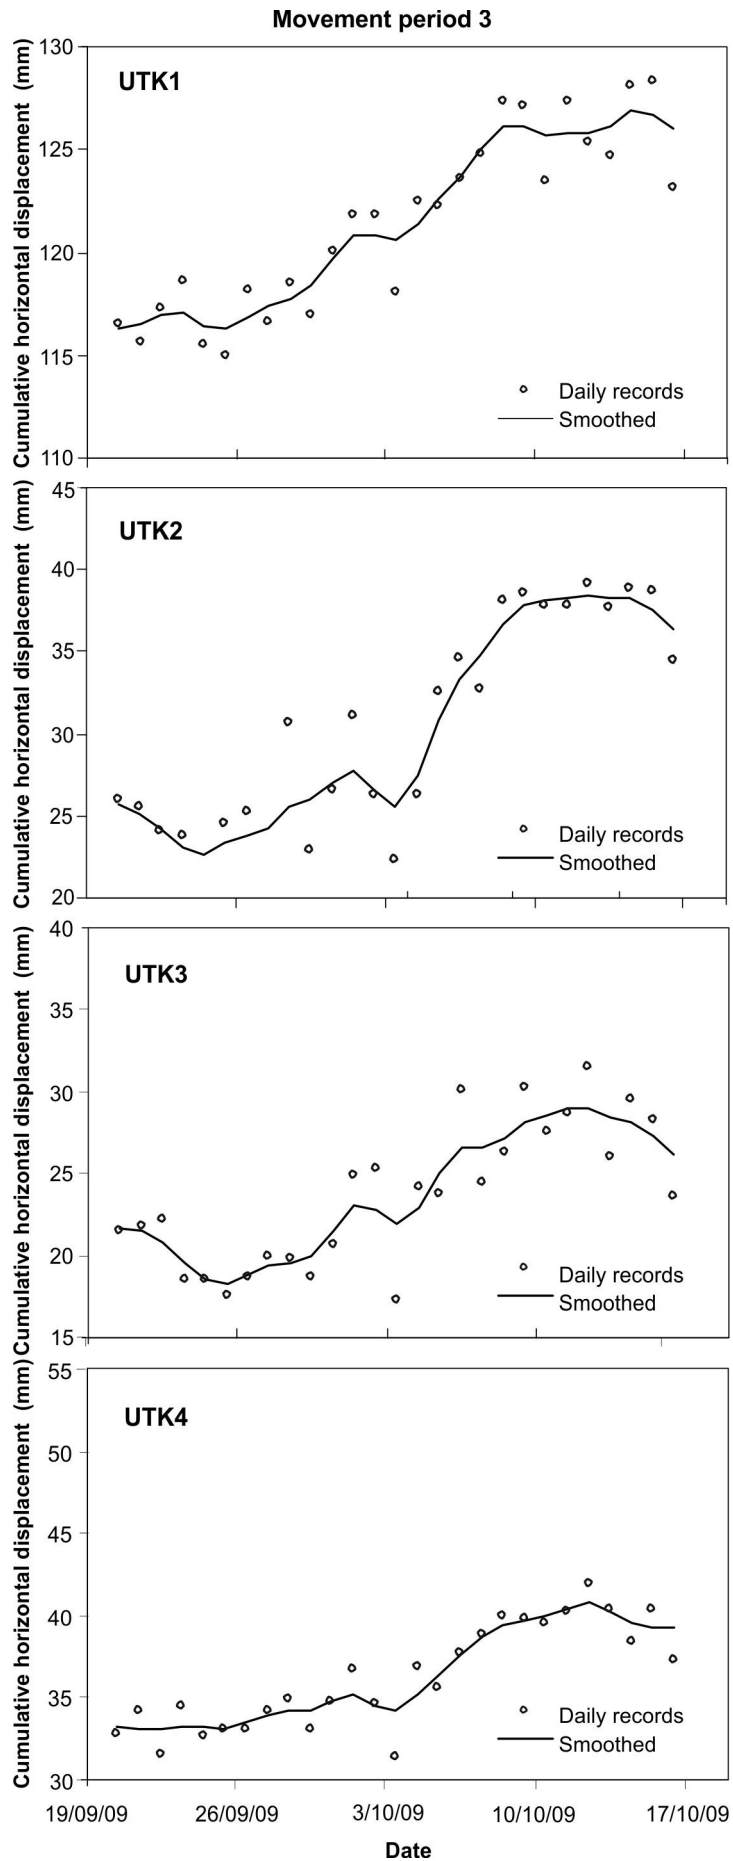 Movement period 3
Cumulative horizontal displacement (mm)
130
125
120
115
110
UTK1
Daily records
Smoothed
Cumulative horizontal displacement (mm)
45
40
35
30
25
20
UTK2
Daily records
Smoothed
Cumulative horizontal displacement (mm)
40
35
30
25
20
15
UTK3
Daily records
Smoothed
Cumulative horizontal displacement (mm)
55
50
45
40
35
30
UTK4
Daily records
Smoothed
19/09/09 26/09/09 3/10/09 10/10/09 17/10/09
Date